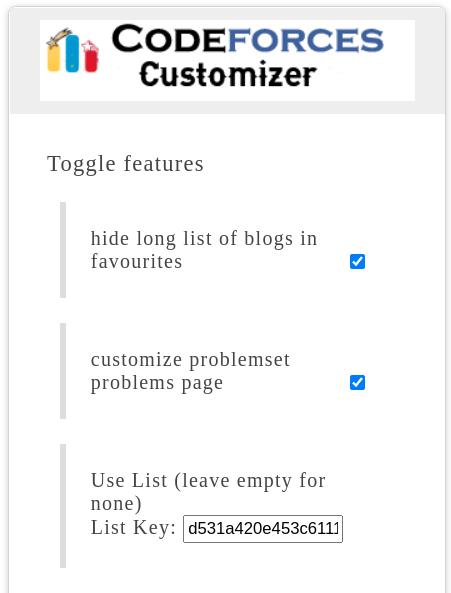 CODEFORCES
Customizer
Toggle features
hide long list of blogs in
favourites
customize problemset
problems page
Use List (leave empty for
none)
List Key: d531a420e453c6111